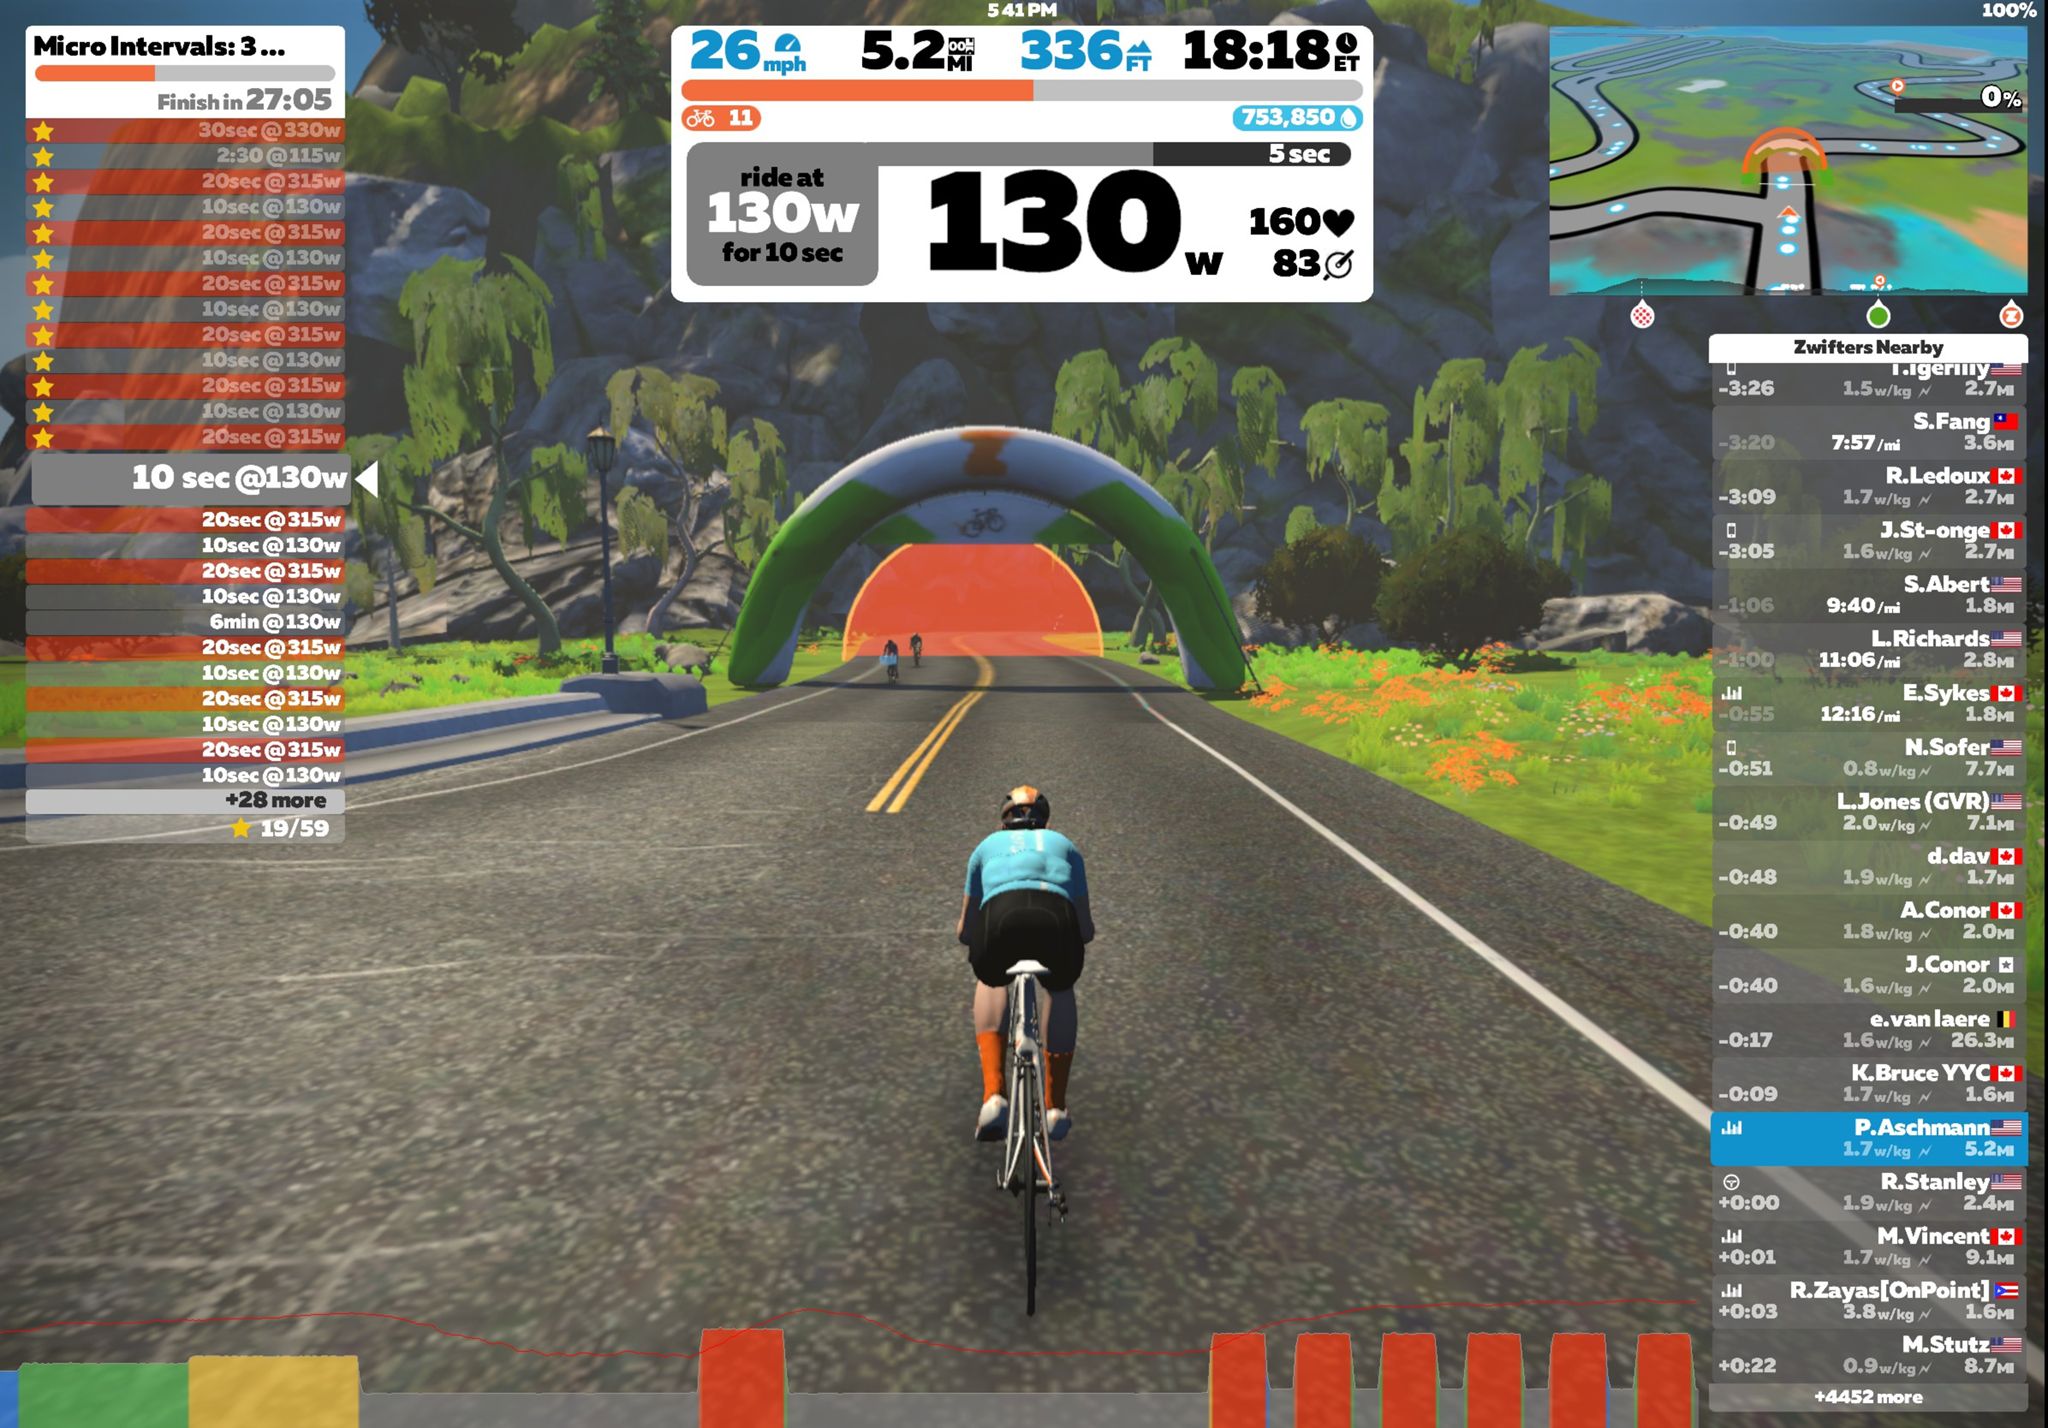 5 41 PM
100%
Micro Intervals: 3 ...
Finish in 27:05
30sec @ 330w
2:30 @ 115w
20sec @ 315w
10sec @ 130w
20sec @ 315w
10sec @ 130w
20sec @ 315w
10sec @ 130w
20sec @ 315w
10sec @ 130w
20sec @ 315w
10sec @ 130w
20sec @ 315w
10 sec @130w
20sec @ 315w
10sec @ 130w
20sec @ 315w
10sec @ 130w
6min @ 130w
20sec @ 315w
10sec @ 130w
20sec @ 315w
10sec @ 130w
20sec @ 315w
10sec @ 130w
+28 more
19/59
26 mph 5.2 MI 336 FT 18:18 ET
11 753,850
5 sec
ride at
130w
for 10 sec
130 w
160
83
0%
Zwifters Nearby
-3:26 1.5w/kg 2.7MI
S.Fang
-3:20 7:57/mi 3.6MI
R.Ledoux
-3:09 1.7w/kg 2.7MI
J.St-onge
-3:05 1.6w/kg 2.7MI
S.Abert
-1:06 9:40/mi 1.8MI
L.Richards
-1:00 11:06/mi 2.8MI
E.Sykes
-0:55 12:16/mi 1.8MI
N.Sofer
-0:51 0.8w/kg 7.7MI
L.Jones (GVR)
-0:49 2.0w/kg 7.1MI
d.dav
-0:48 1.9w/kg 1.7MI
A.Conor
-0:40 1.8w/kg 2.0MI
J.Conor
-0:40 1.6w/kg 2.0MI
e.van laere
-0:17 1.6w/kg 26.3MI
K.Bruce YYC
-0:09 1.7w/kg 1.6MI
P.Aschmann
1.7w/kg 5.2MI
R.Stanley
+0:00 1.9w/kg 2.4MI
M.Vincent
+0:01 1.7w/kg 9.1MI
R.Zayas[OnPoint]
+0:03 3.8w/kg 1.6MI
M.Stutz
+0:22 0.9w/kg 8.7MI
+4452 more